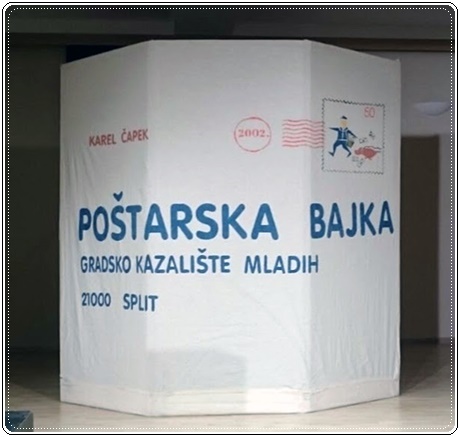 KAREL ČAPEK
2002.
50
POŠTARSKA BAJKA
GRADSKO KAZALIŠTE MLADIH
21000 SPLIT